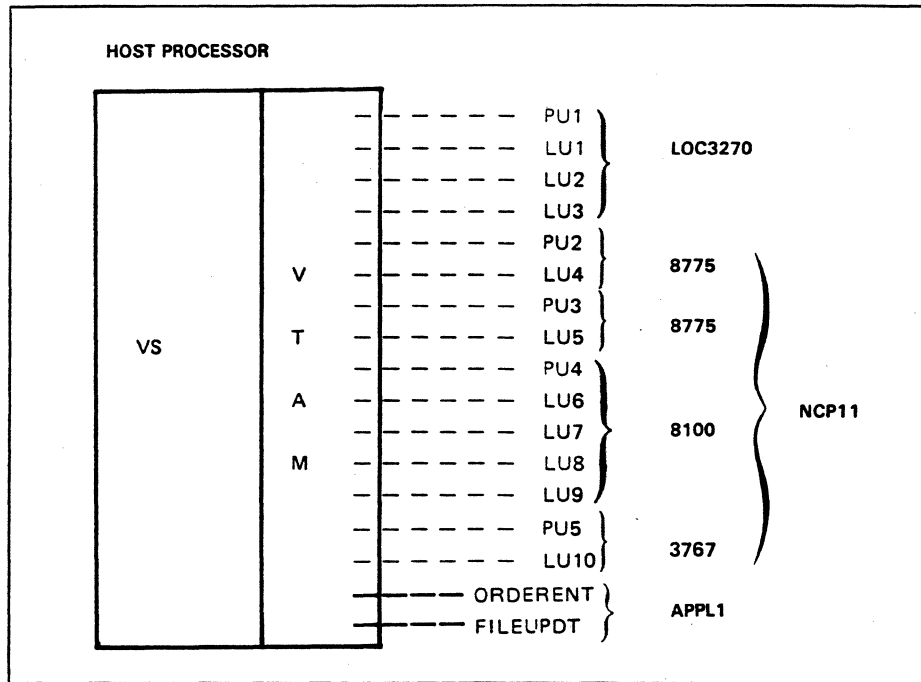 HOST PROCESSOR
PU1
LU1 LOC3270
LU2
LU3
PU2
V LU4 8775
PU3
VS T LU5 8775
PU4
A LU6 NCP11
LU7 8100
M LU8
LU9
PU5
LU10 3767
ORDERENT
FILEUPDT APPL1